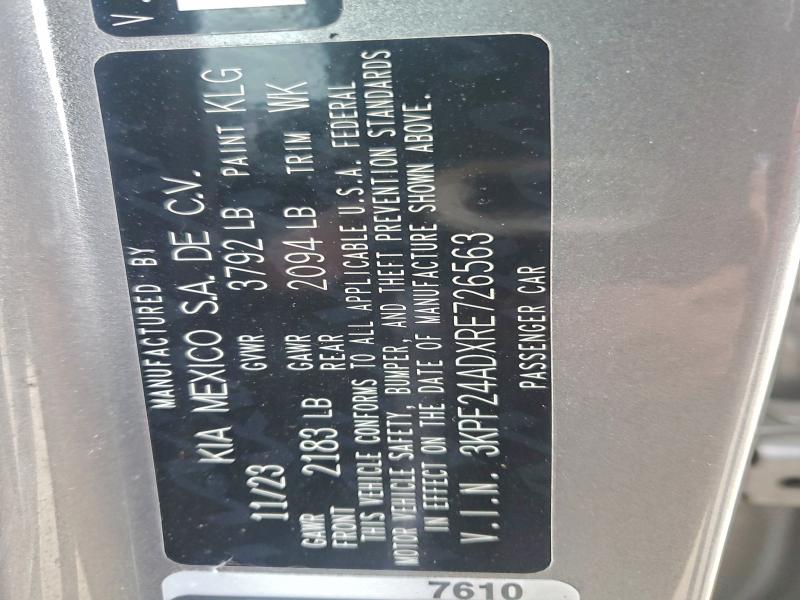 MANUFACTURED BY
KIA MEXICO S.A. DE C.V.
11/23 GVWR 3792 LB PAINT KLG
GAWR FRONT 2183 LB GAWR REAR 2094 LB TRIM WK
THIS VEHICLE CONFORMS TO ALL APPLICABLE U.S.A. FEDERAL
MOTOR VEHICLE SAFETY, BUMPER, AND THEFT PREVENTION STANDARDS
IN EFFECT ON THE DATE OF MANUFACTURE SHOWN ABOVE.
V.I.N. 3KPF24ADXRE726563
PASSENGER CAR
7610